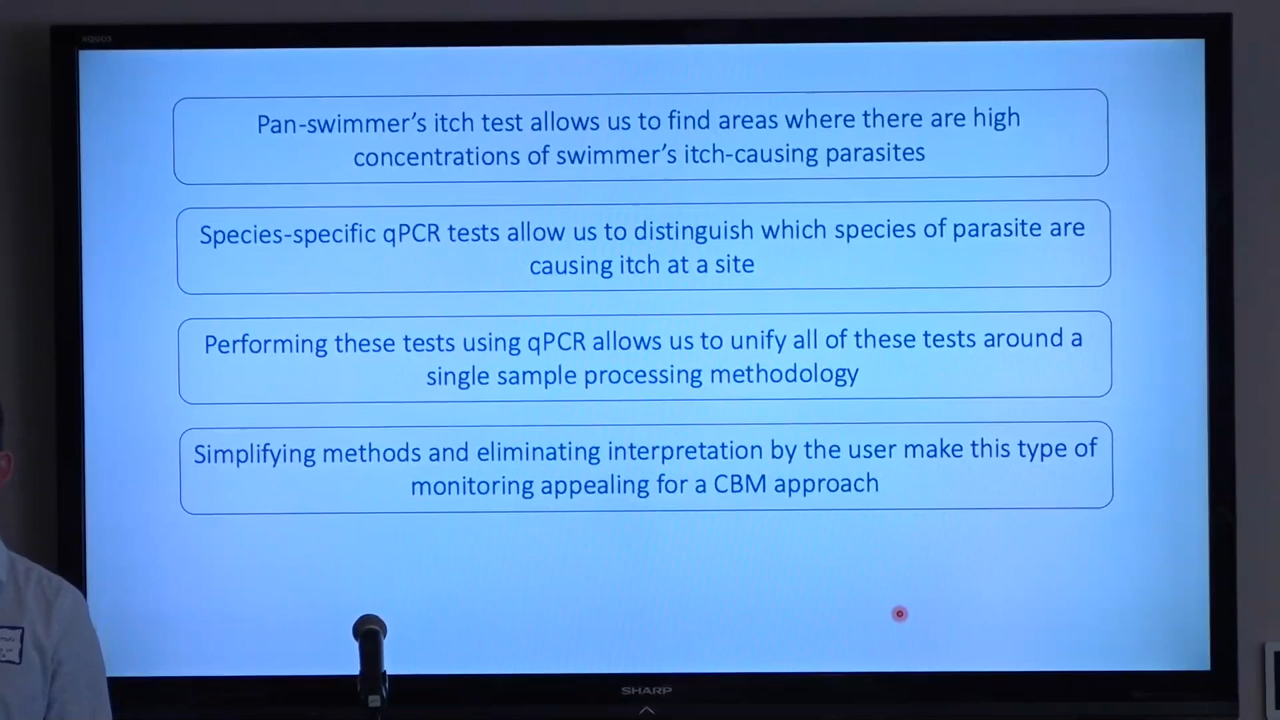 AQUOS
Pan-swimmer's itch test allows us to find areas where there are high
concentrations of swimmer's itch-causing parasites
Species-specific qPCR tests allow us to distinguish which species of parasite are
causing itch at a site
Performing these tests using qPCR allows us to unify all of these tests around a
single sample processing methodology
Simplifying methods and eliminating interpretation by the user make this type of
monitoring appealing for a CBM approach
SHARP